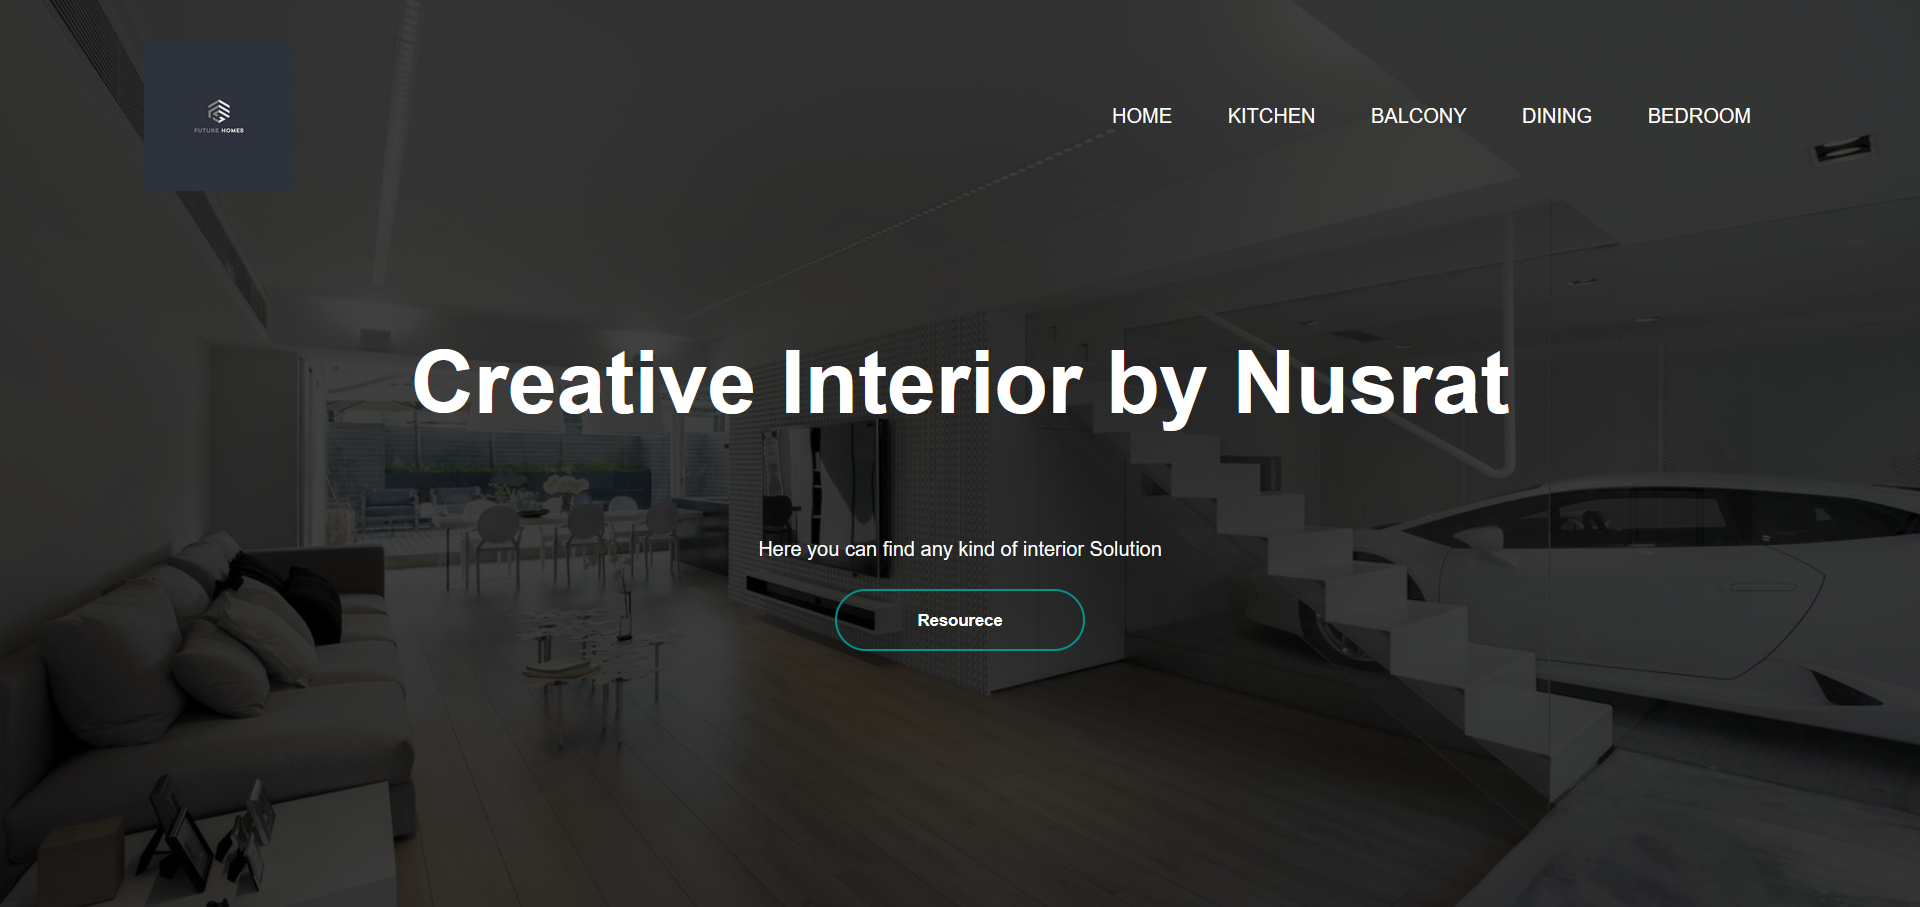 FUTURE HOMES
HOME KITCHEN BALCONY DINING BEDROOM
Creative Interior by Nusrat
Here you can find any kind of interior Solution
Resourece